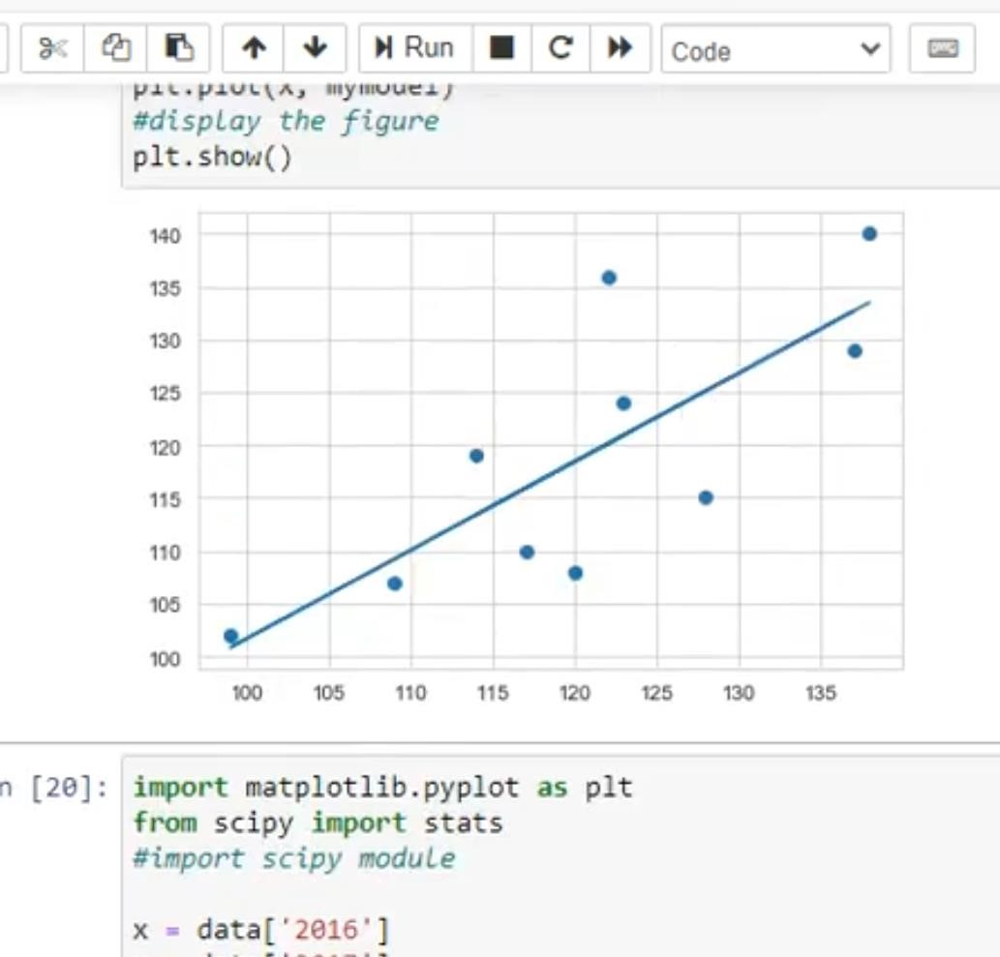 Run
Code
plt.plot(x, mymodel)
#display the figure
plt.show()
140
135
130
125
120
115
110
105
100
100 105 110 115 120 125 130 135
n [20]:
import matplotlib.pyplot as plt
from scipy import stats
#import scipy module
x = data['2016']